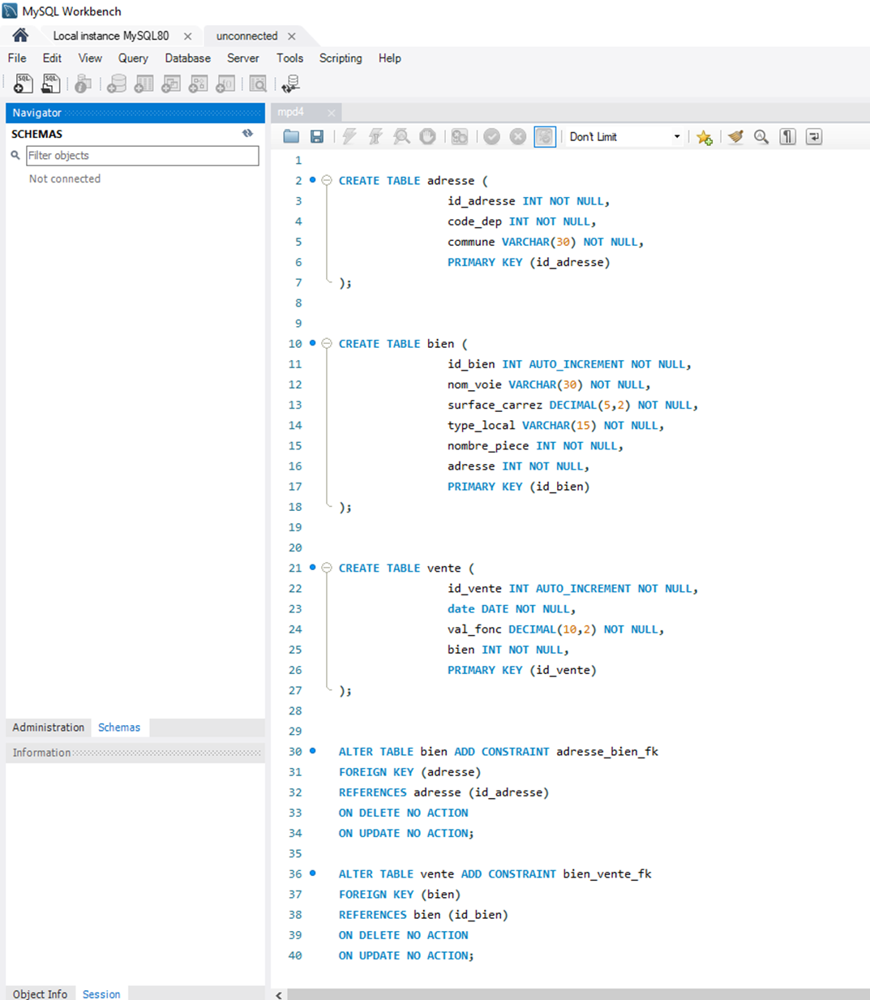 MySQL Workbench
Local instance MySQL80
unconnected
File Edit View Query Database Server Tools Scripting Help
Navigator
SCHEMAS
Filter objects
Not connected
Administration Schemas
Information
Object Info Session
mpd4
Don't Limit
1
2 CREATE TABLE adresse (
3 id_adresse INT NOT NULL,
4 code_dep INT NOT NULL,
5 commune VARCHAR(30) NOT NULL,
6 PRIMARY KEY (id_adresse)
7 );
8
9
10 CREATE TABLE bien (
11 id_bien INT AUTO_INCREMENT NOT NULL,
12 nom_voie VARCHAR(30) NOT NULL,
13 surface_carrez DECIMAL(5,2) NOT NULL,
14 type_local VARCHAR(15) NOT NULL,
15 nombre_piece INT NOT NULL,
16 adresse INT NOT NULL,
17 PRIMARY KEY (id_bien)
18 );
19
20
21 CREATE TABLE vente (
22 id_vente INT AUTO_INCREMENT NOT NULL,
23 date DATE NOT NULL,
24 val_fonc DECIMAL(10,2) NOT NULL,
25 bien INT NOT NULL,
26 PRIMARY KEY (id_vente)
27 );
28
29
30 ALTER TABLE bien ADD CONSTRAINT adresse_bien_fk
31 FOREIGN KEY (adresse)
32 REFERENCES adresse (id_adresse)
33 ON DELETE NO ACTION
34 ON UPDATE NO ACTION;
35
36 ALTER TABLE vente ADD CONSTRAINT bien_vente_fk
37 FOREIGN KEY (bien)
38 REFERENCES bien (id_bien)
39 ON DELETE NO ACTION
40 ON UPDATE NO ACTION;